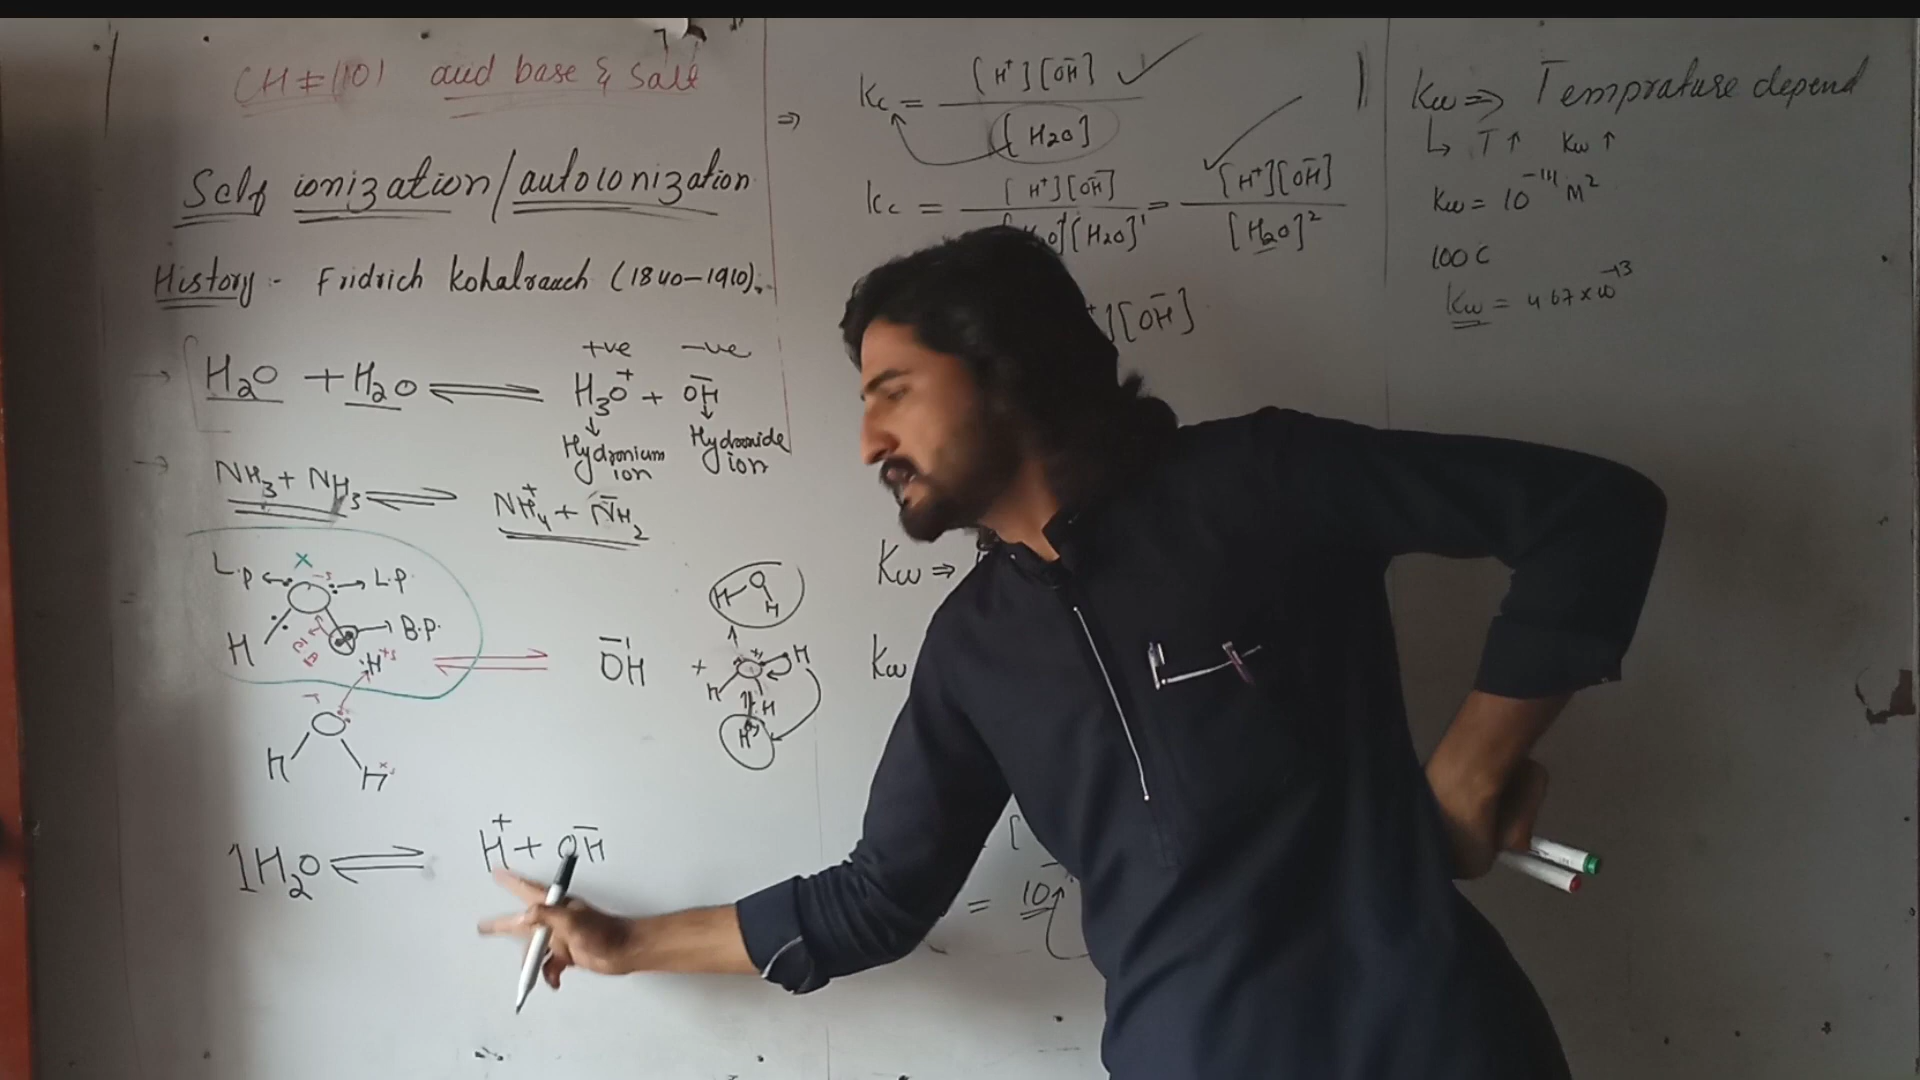 CH#(10) acid base & Salt
Self ionization/autoionization
History:- Fridrich Kohalrauch (1840-1910).
+ve -ve
H₂O + H₂O ⇌ H₃O⁺ + OH⁻
Hydronium ion
Hydroxide ion
NH₃ + NH₃ ⇌ NH₄⁺ + NH₂⁻
L.P
L.P.
B.P.
H
H
H
H
⇌ OH⁻ +
H
H
H
H
H
H
1H₂O ⇌ H⁺ + OH⁻
⇒ Kc = [H⁺][OH⁻] / [H₂O]
Kc = [H⁺][OH⁻] / [H₂O]¹ = [H⁺][OH⁻] / [H₂O]²
][OH⁻]
Kw ⇒
Kw
[
= 10
Kw ⇒ Temprature depend
↳ T↑ Kw↑
Kw = 10⁻¹⁴ M²
100 C
Kw = 4.67×10⁻¹³